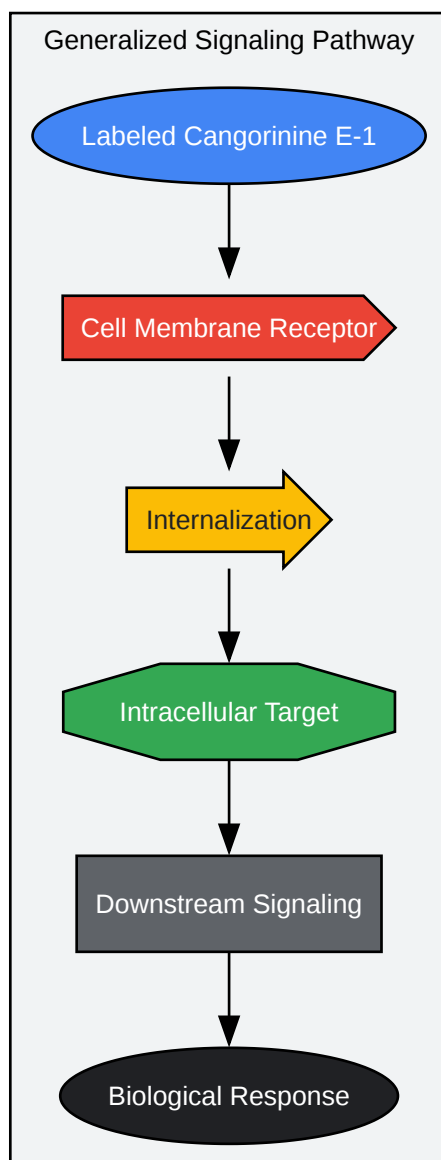 Generalized Signaling Pathway
Labeled Cangorinine E-1
Cell Membrane Receptor
Internalization
Intracellular Target
Downstream Signaling
Biological Response